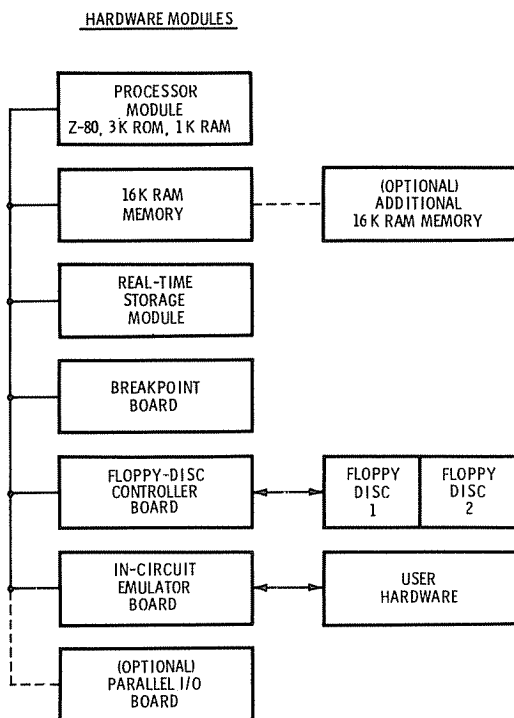 HARDWARE MODULES
PROCESSOR
MODULE
Z-80, 3K ROM, 1K RAM
16K RAM
MEMORY
(OPTIONAL)
ADDITIONAL
16K RAM MEMORY
REAL-TIME
STORAGE
MODULE
BREAKPOINT
BOARD
FLOPPY-DISC
CONTROLLER
BOARD
FLOPPY
DISC
1
FLOPPY
DISC
2
IN-CIRCUIT
EMULATOR
BOARD
USER
HARDWARE
(OPTIONAL)
PARALLEL I/O
BOARD